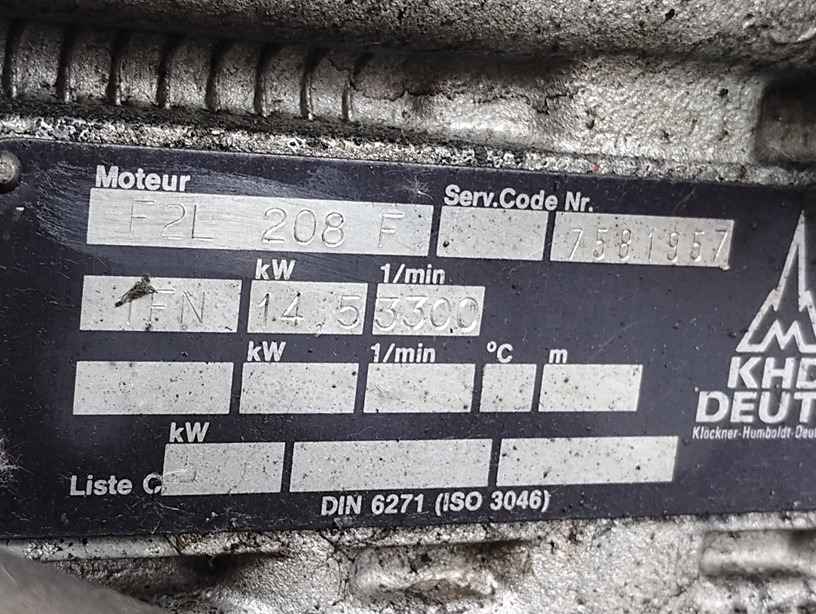 Moteur Serv.Code Nr.
F2L 208 F 7581957
kW 1/min
IFN 14,5 3300
kW 1/min °C m
kW
Liste
DIN 6271 (ISO 3046)
KHD
DEUT
Klöckner-Humboldt-Deu